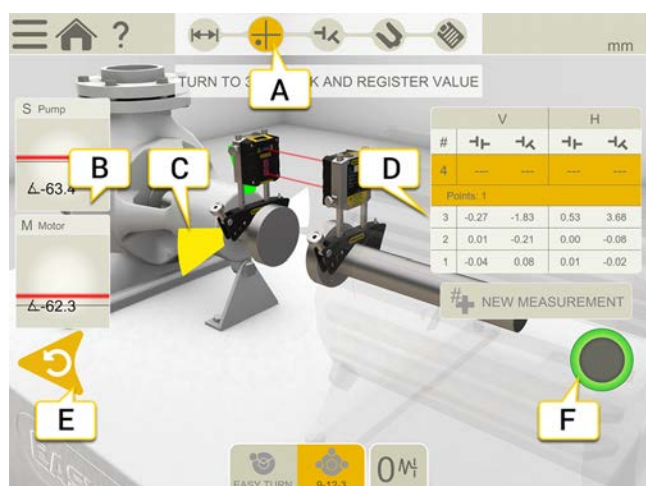 ?
mm
TURN TO 3 K AND REGISTER VALUE
A
S Pump
B
-63.4
M Motor
-62.3
C
D
V H
#
4 --- --- --- ---
Points: 1
3 -0.27 -1.83 0.53 3.68
2 0.01 -0.21 0.00 -0.08
1 -0.04 0.08 0.01 -0.02
# NEW MEASUREMENT
E
F
EASY TURN 9-12-3 0